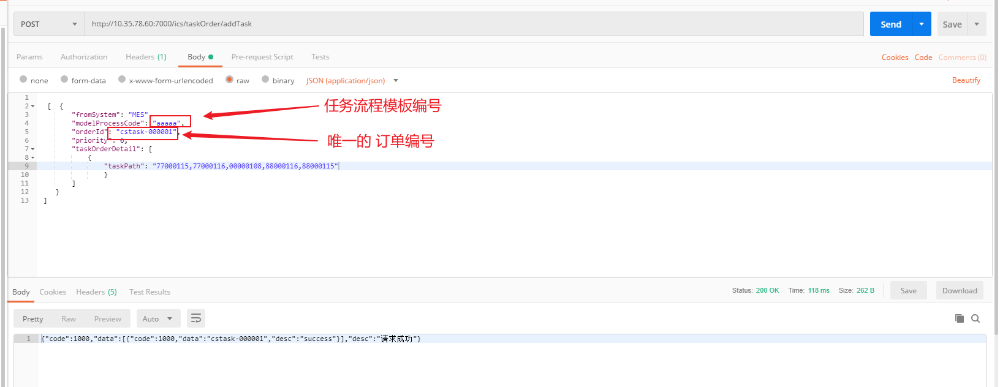 POST http://10.35.78.60:7000/ics/taskOrder/addTask Send Save
Params Authorization Headers (1) Body Pre-request Script Tests Cookies Code Comments (0)
none form-data x-www-form-urlencoded raw binary JSON (application/json) Beautify
1
2 [ {
3 "fromSystem": "MES",
4 "modelProcessCode": "aaaaa",
5 "orderId": "cstask-000001",
6 "priority": 6,
7 "taskOrderDetail": [
8 {
9 "taskPath": "77000115,77000116,00000108,88000116,88000115"
10 }
11 ]
12 }
13 ]
任务流程模板编号
唯一的 订单编号
Body Cookies Headers (5) Test Results Status: 200 OK Time: 118 ms Size: 262 B Save Download
Pretty Raw Preview Auto
1 {"code":1000,"data":[{"code":1000,"data":"cstask-000001","desc":"success"}],"desc":"请求成功"}